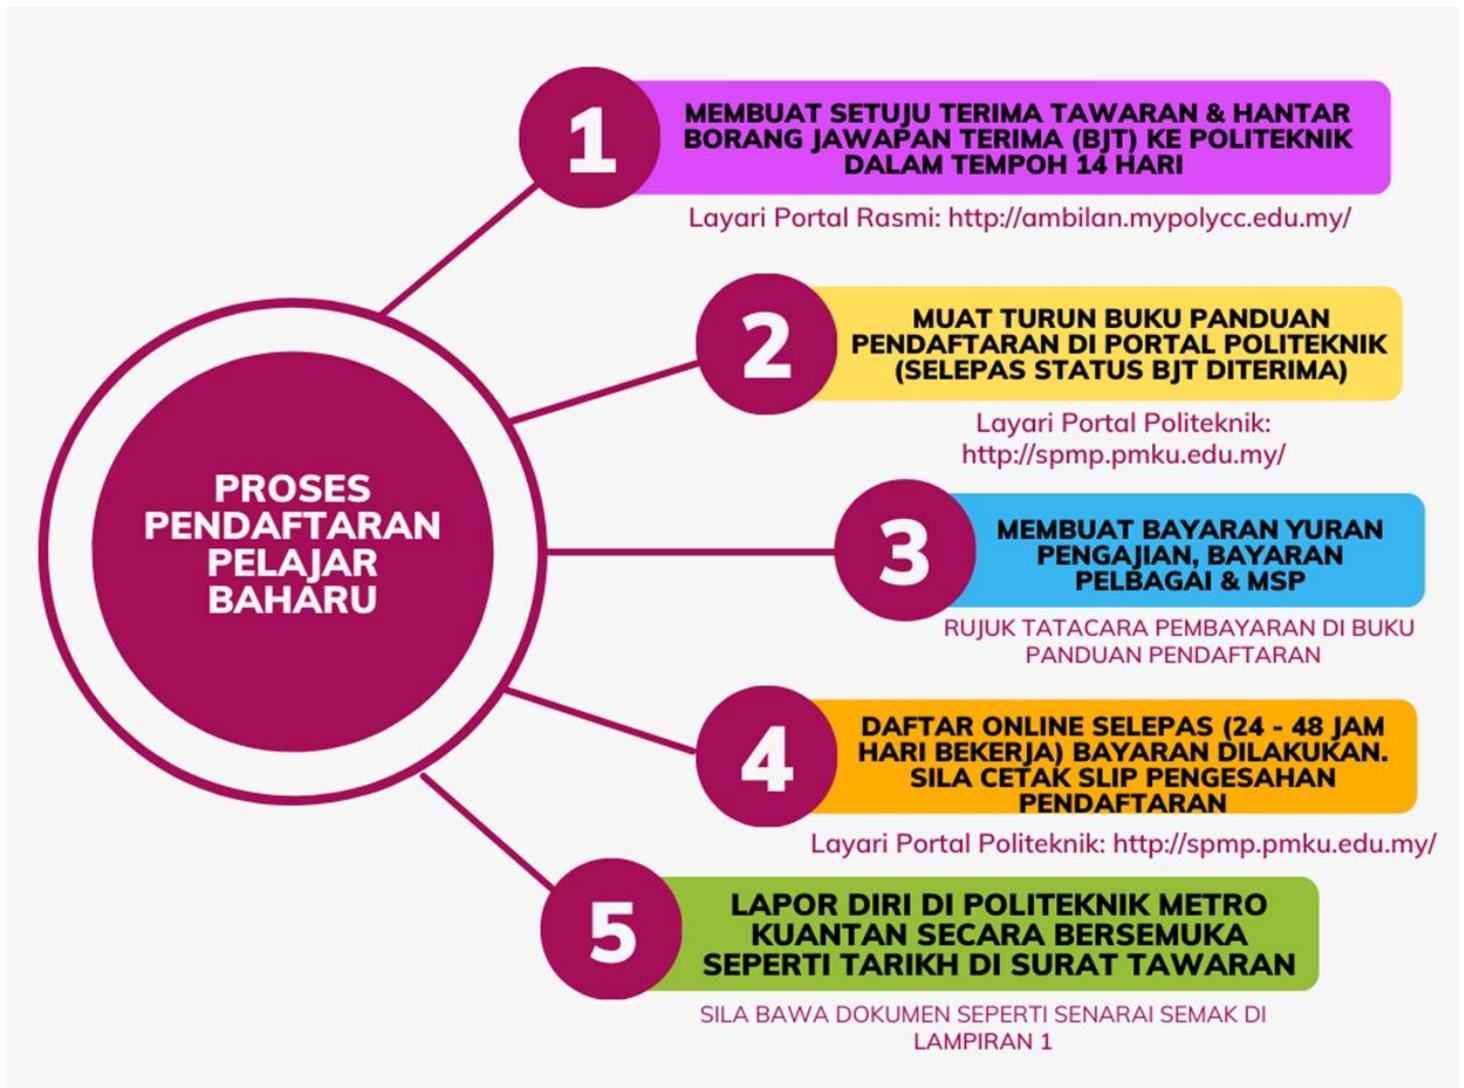 PROSES
PENDAFTARAN
PELAJAR
BAHARU
1
MEMBUAT SETUJU TERIMA TAWARAN & HANTAR
BORANG JAWAPAN TERIMA (BJT) KE POLITEKNIK
DALAM TEMPOH 14 HARI
Layari Portal Rasmi: http://ambilan.mypolycc.edu.my/
2
MUAT TURUN BUKU PANDUAN
PENDAFTARAN DI PORTAL POLITEKNIK
(SELEPAS STATUS BJT DITERIMA)
Layari Portal Politeknik:
http://spmp.pmku.edu.my/
3
MEMBUAT BAYARAN YURAN
PENGAJIAN, BAYARAN
PELBAGAI & MSP
RUJUK TATACARA PEMBAYARAN DI BUKU
PANDUAN PENDAFTARAN
4
DAFTAR ONLINE SELEPAS (24 - 48 JAM
HARI BEKERJA) BAYARAN DILAKUKAN.
SILA CETAK SLIP PENGESAHAN
PENDAFTARAN
Layari Portal Politeknik: http://spmp.pmku.edu.my/
5
LAPOR DIRI DI POLITEKNIK METRO
KUANTAN SECARA BERSEMUKA
SEPERTI TARIKH DI SURAT TAWARAN
SILA BAWA DOKUMEN SEPERTI SENARAI SEMAK DI
LAMPIRAN 1